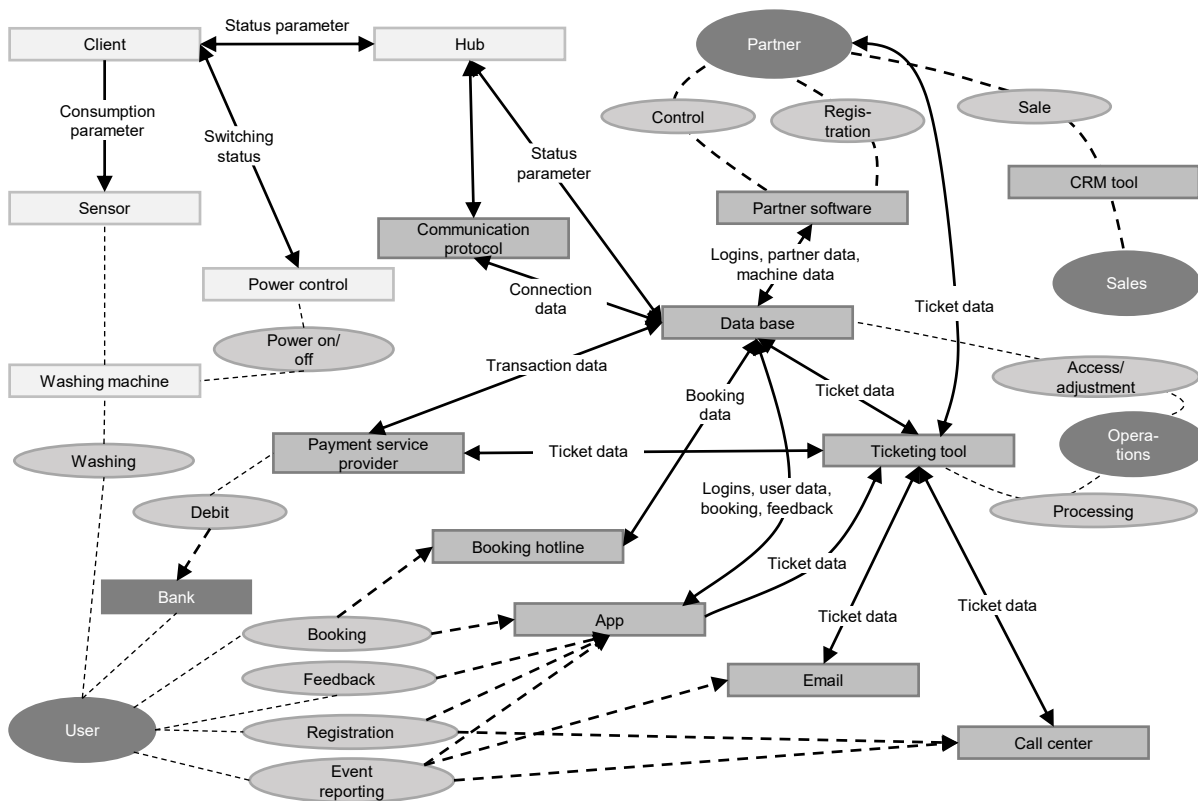 Status parameter
Client
Hub
Partner
Consumption
parameter
Control
Regis-
tration
Sale
Switching
status
Status
parameter
CRM tool
Sensor
Partner software
Communication
protocol
Logins, partner data,
machine data
Power control
Connection
data
Sales
Ticket data
Data base
Power on/
off
Transaction data
Access/
adjustment
Washing machine
Booking
data
Ticket data
Payment service
provider
Ticket data
Ticketing tool
Opera-
tions
Washing
Logins, user data,
booking, feedback
Debit
Processing
Booking hotline
Ticket data
Bank
Booking
App
Ticket data
Ticket data
Feedback
Email
User
Registration
Call center
Event
reporting